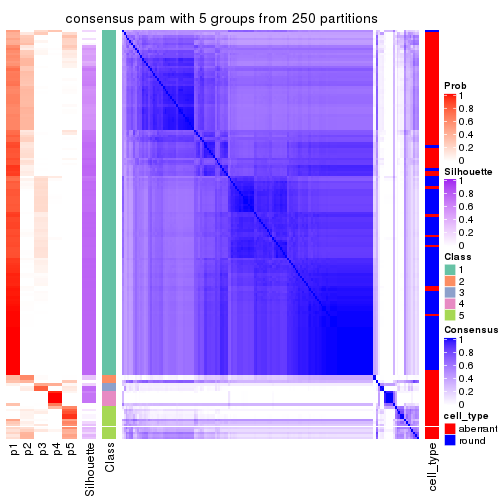 consensus pam with 5 groups from 250 partitions
Prob
1
0.8
0.6
0.4
0.2
0
Silhouette
1
0.8
0.6
0.4
0.2
0
Class
1
2
3
4
5
Consensus
1
0.8
0.6
0.4
0.2
0
cell_type
aberrant
round
p1
p2
p3
p4
p5
Silhouette
Class
cell_type